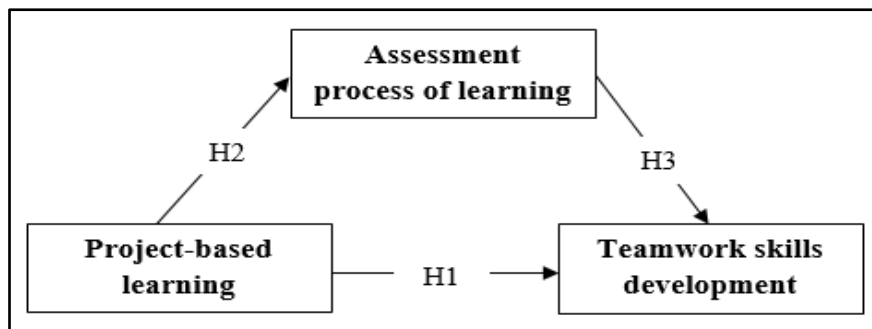 Assessment
process of learning
H2
H3
Project-based
learning
H1
Teamwork skills
development